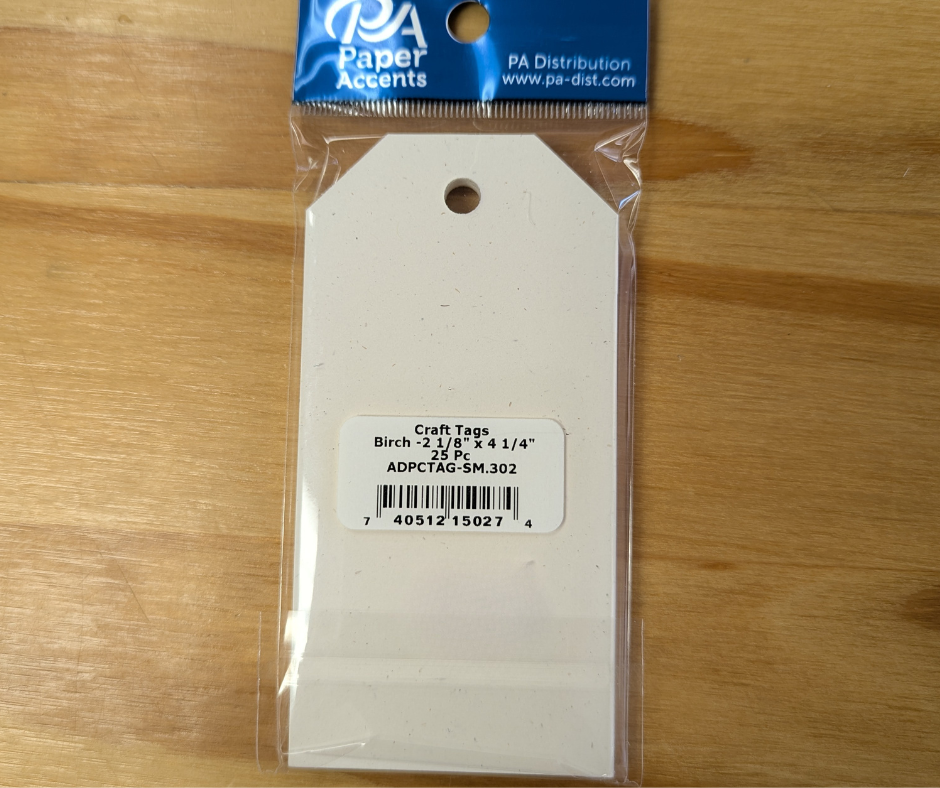 PA
Paper
Accents
PA Distribution
www.pa-dist.com
Craft Tags
Birch -2 1/8" x 4 1/4"
25 Pc
ADPCTAG-SM.302
7 40512 15027 4